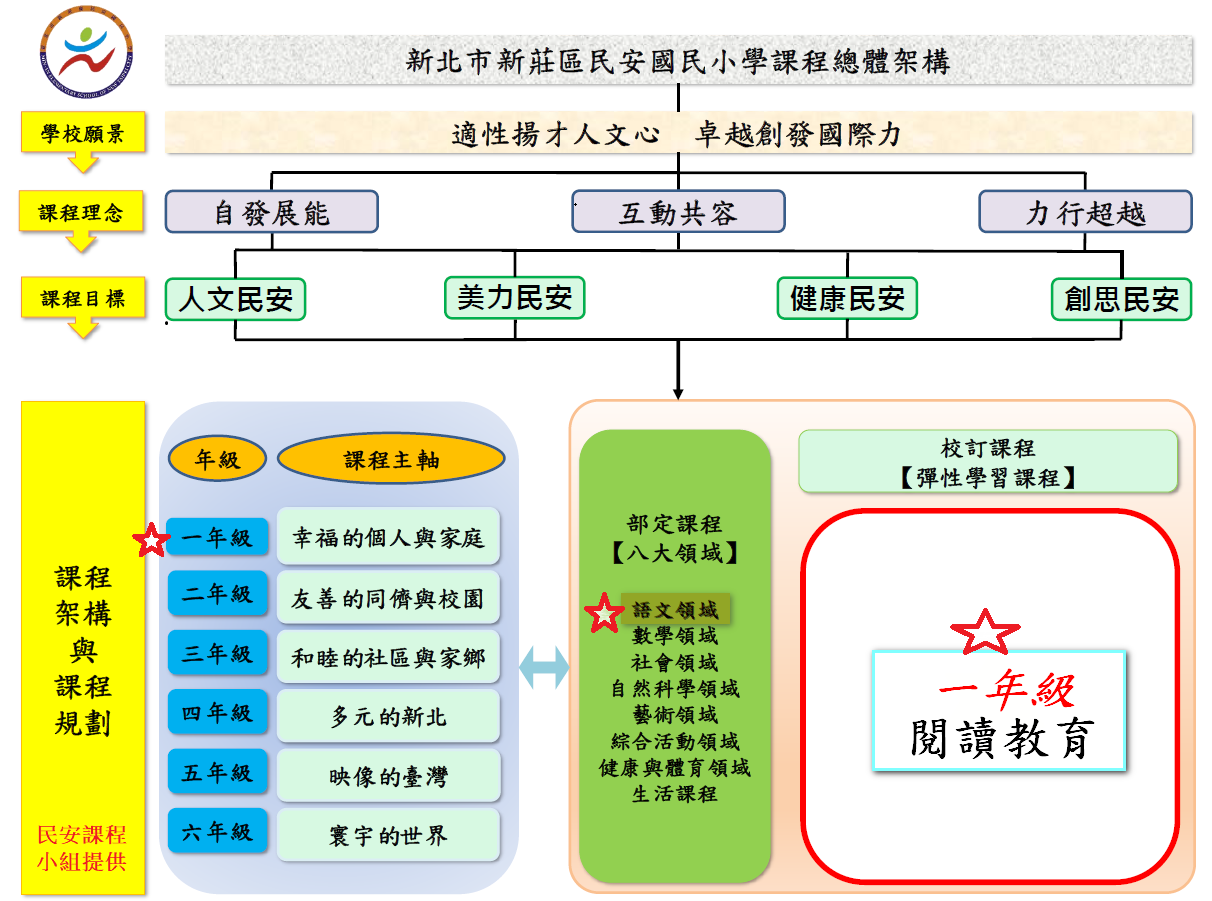 新北市新莊區民安國民小學課程總體架構
學校願景
適性揚才人文心　卓越創發國際力
課程理念
自發展能
互動共容
力行超越
課程目標
人文民安
美力民安
健康民安
創思民安
課程
架構
與
課程
規劃
民安課程
小組提供
年級
課程主軸
一年級
幸福的個人與家庭
二年級
友善的同儕與校園
三年級
和睦的社區與家鄉
四年級
多元的新北
五年級
映像的臺灣
六年級
寰宇的世界
部定課程
【八大領域】
語文領域
數學領域
社會領域
自然科學領域
藝術領域
綜合活動領域
健康與體育領域
生活課程
校訂課程
【彈性學習課程】
一年級
閱讀教育